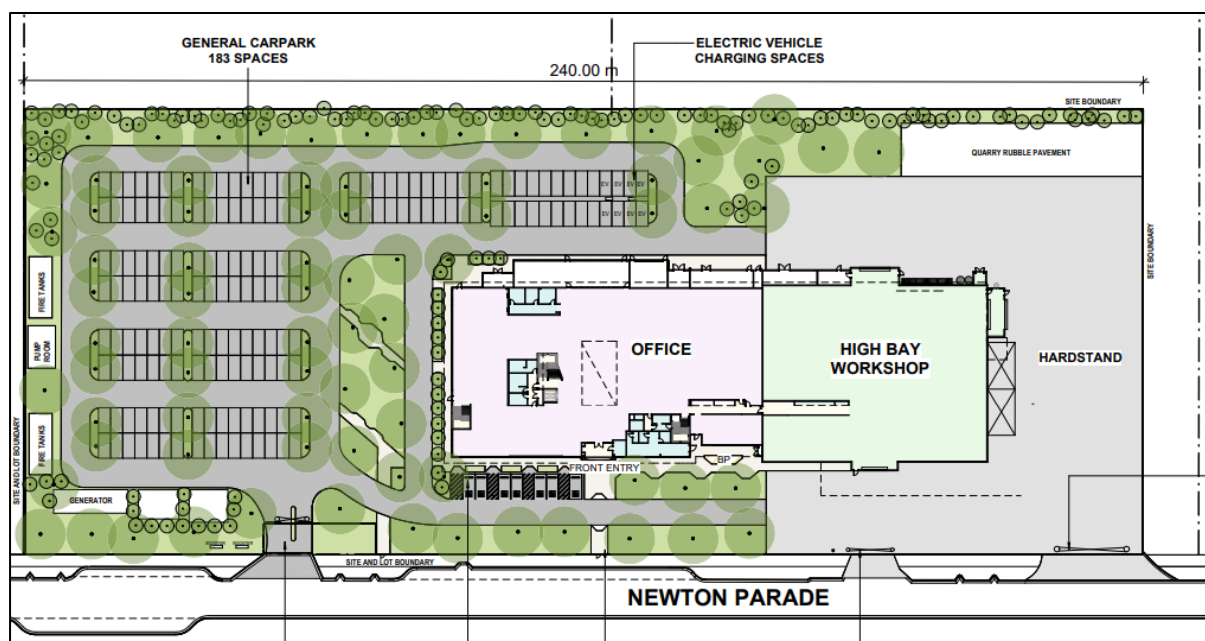 GENERAL CARPARK
183 SPACES
ELECTRIC VEHICLE
CHARGING SPACES
240.00 m
SITE BOUNDARY
QUARRY RUBBLE PAVEMENT
EV EV EV EV
EV EV EV EV
SITE BOUNDARY
FIRE TANKS
PUMP
ROOM
FIRE TANKS
SITE AND LOT BOUNDARY
OFFICE
HIGH BAY
WORKSHOP
HARDSTAND
FRONT ENTRY
BP
GENERATOR
SITE AND LOT BOUNDARY
NEWTON PARADE